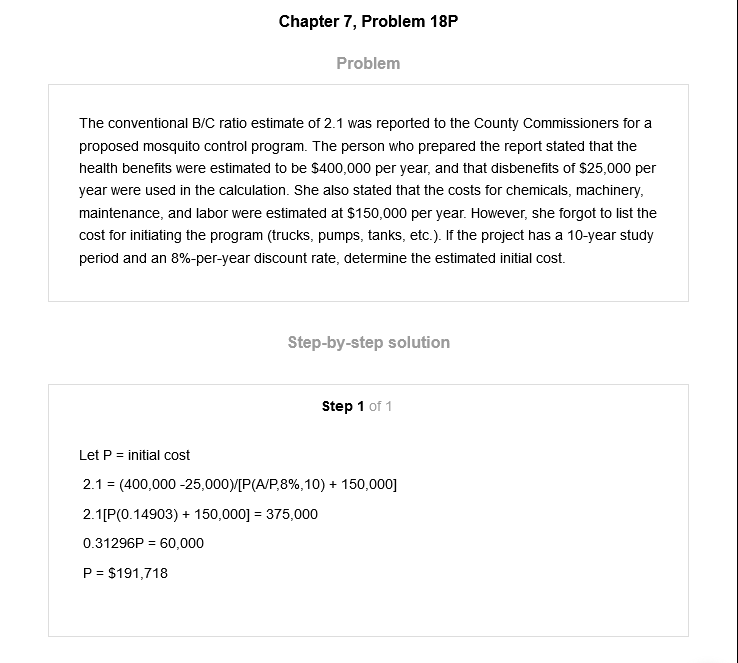 Chapter 7, Problem 18P
Problem
The conventional B/C ratio estimate of 2.1 was reported to the County Commissioners for a
proposed mosquito control program. The person who prepared the report stated that the
health benefits were estimated to be $400,000 per year, and that disbenefits of $25,000 per
year were used in the calculation. She also stated that the costs for chemicals, machinery,
maintenance, and labor were estimated at $150,000 per year. However, she forgot to list the
cost for initiating the program (trucks, pumps, tanks, etc.). If the project has a 10-year study
period and an 8%-per-year discount rate, determine the estimated initial cost.
Step-by-step solution
Step 1 of 1
Let P = initial cost
2.1 = (400,000 -25,000)/[P(A/P,8%,10) + 150,000]
2.1[P(0.14903) + 150,000] = 375,000
0.31296P = 60,000
P = $191,718